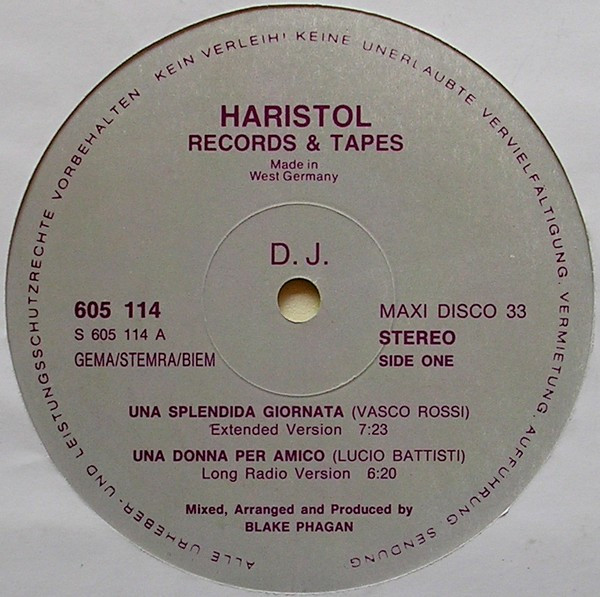 ALLE URHEBER- UND LEISTUNGSSCHUTZRECHTE VORBEHALTEN KEIN VERLEIH! KEINE UNERLAUBTE VERVIELFÄLTIGUNG, VERMIETUNG, AUFFÜHRUNG, SENDUNG
HARISTOL
RECORDS & TAPES
Made in
West Germany
D.J.
605 114 MAXI DISCO 33
S 605 114 A STEREO
GEMA/STEMRA/BIEM SIDE ONE
UNA SPLENDIDA GIORNATA (VASCO ROSSI)
Extended Version 7:23
UNA DONNA PER AMICO (LUCIO BATTISTI)
Long Radio Version 6:20
Mixed, Arranged and Produced by
BLAKE PHAGAN